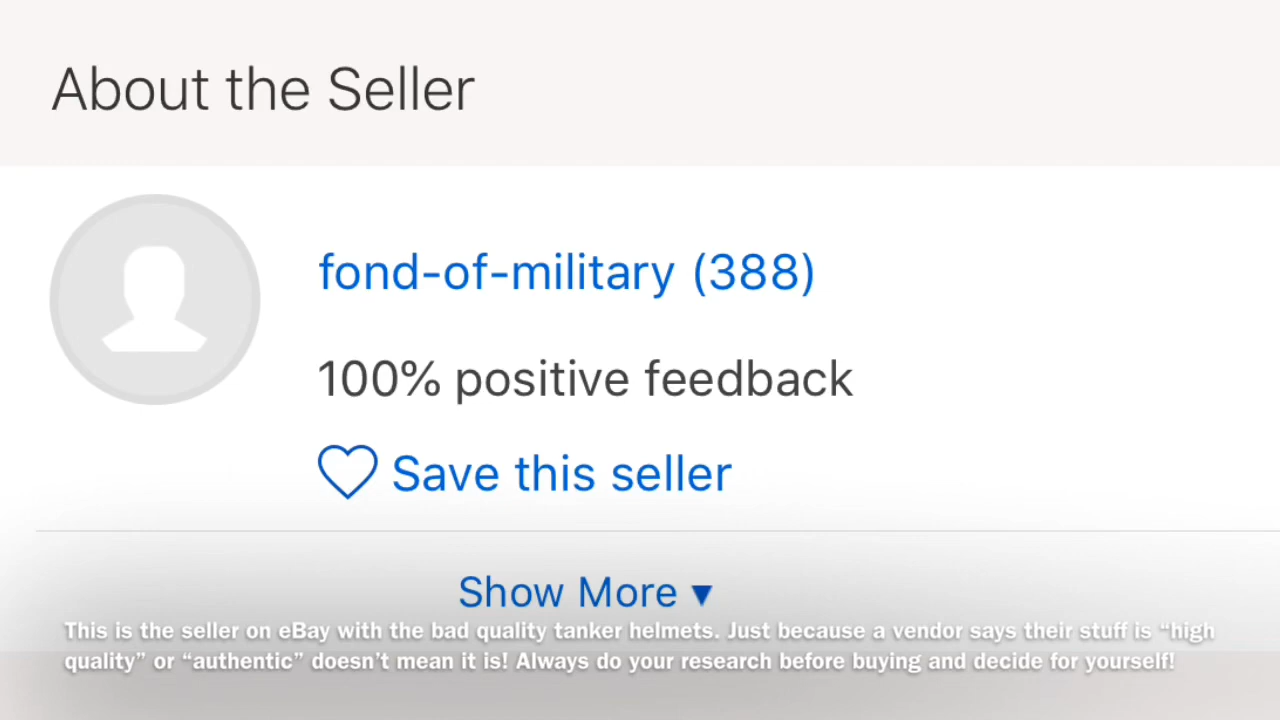 About the Seller
fond-of-military (388)
100% positive feedback
Save this seller
Show More ▼
This is the seller on eBay with the bad quality tanker helmets. Just because a vendor says their stuff is “high
quality” or “authentic” doesn’t mean it is! Always do your research before buying and decide for yourself!